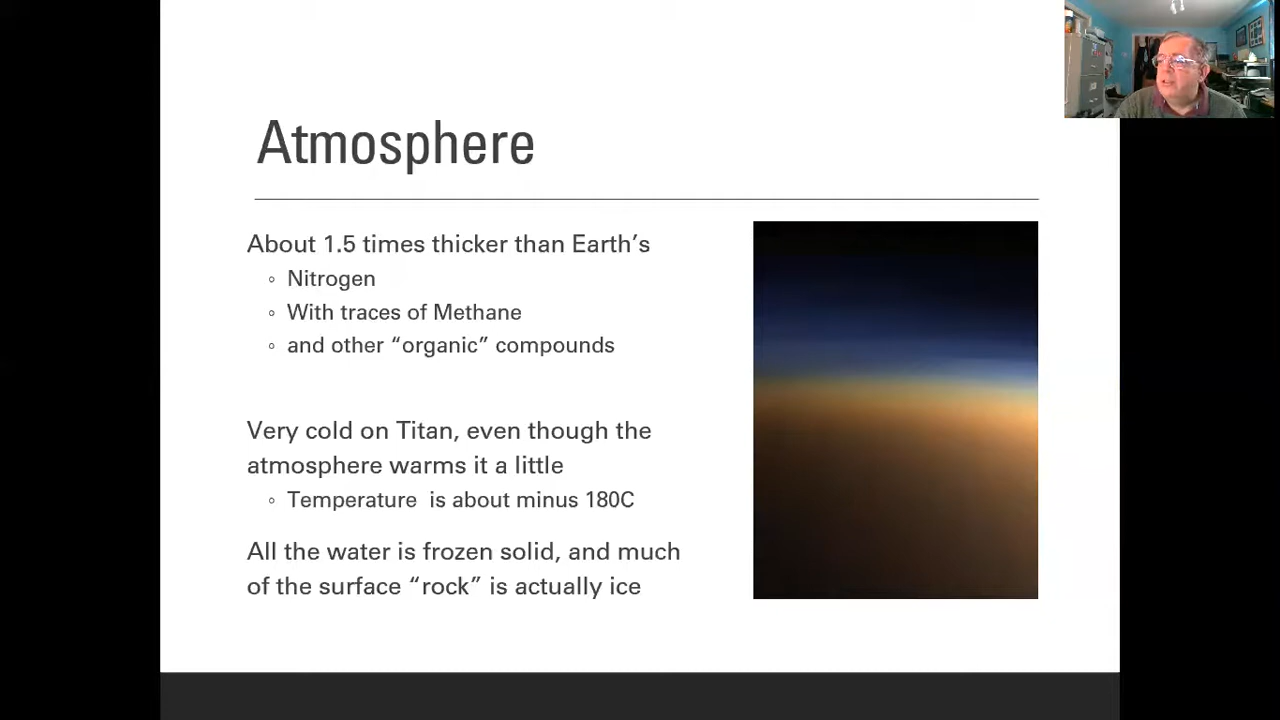 Atmosphere
About 1.5 times thicker than Earth’s
◦ Nitrogen
◦ With traces of Methane
◦ and other “organic” compounds
Very cold on Titan, even though the
atmosphere warms it a little
◦ Temperature  is about minus 180C
All the water is frozen solid, and much
of the surface “rock” is actually ice